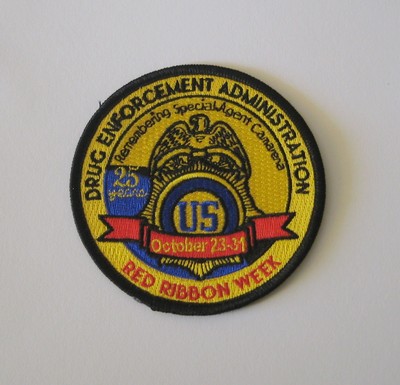 DRUG ENFORCEMENT ADMINISTRATION
Remembering Special Agent Camarena
25
years
US
October 23-31
RED RIBBON WEEK